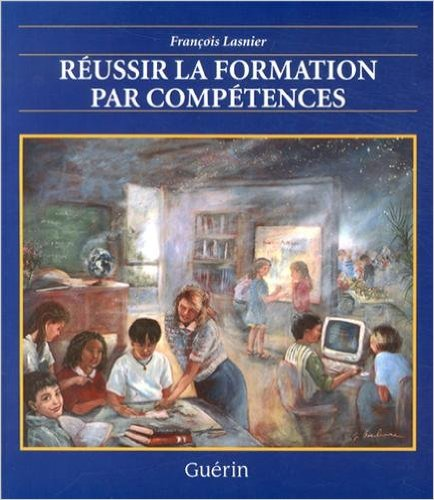 François Lasnier
RÉUSSIR LA FORMATION
PAR COMPÉTENCES
Guérin